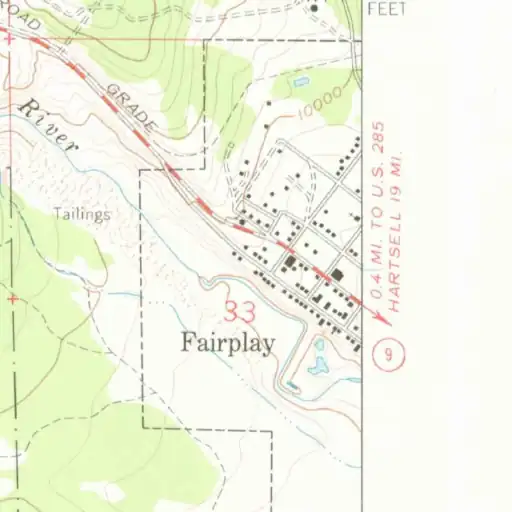 FEET
ROAD
GRADE
10000
River
Tailings
0.4 MI. TO U.S. 285
HARTSELL 19 MI.
33
Fairplay
9